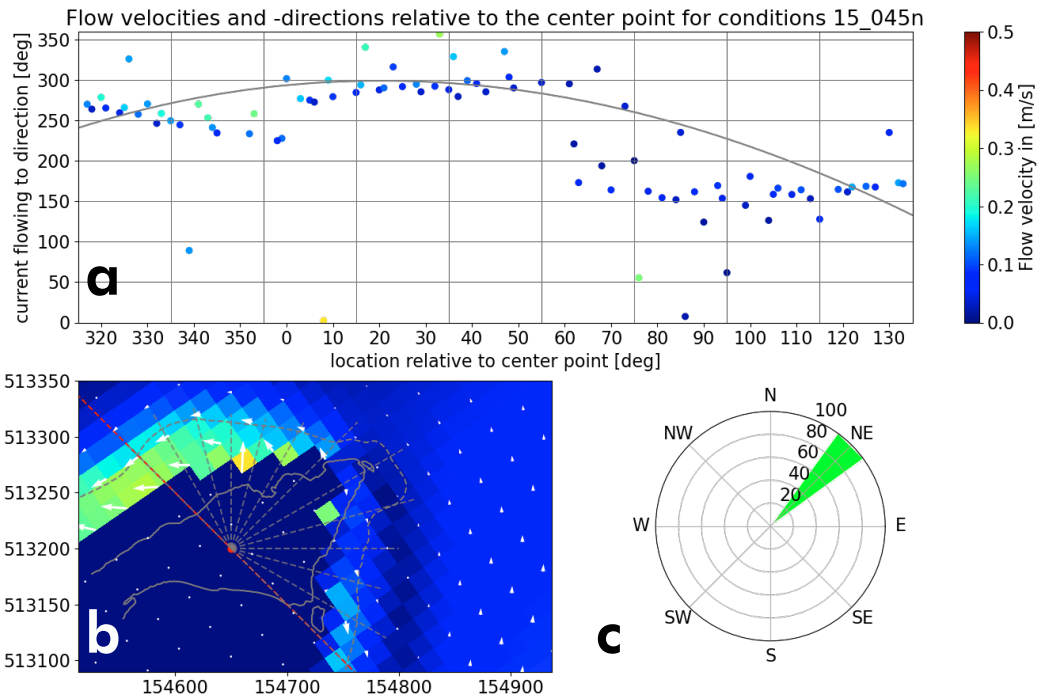 Flow velocities and -directions relative to the center point for conditions 15_045n
current flowing to direction [deg]
350
300
250
200
150
100
50
0
a
320 330 340 350 0 10 20 30 40 50 60 70 80 90 100 110 120 130
location relative to center point [deg]
0.5
0.4
0.3
0.2
0.1
0.0
Flow velocity in [m/s]
513350
513300
513250
513200
513150
513100
b
154600 154700 154800 154900
c
N
NE
E
SE
S
SW
W
NW
100
80
60
40
20